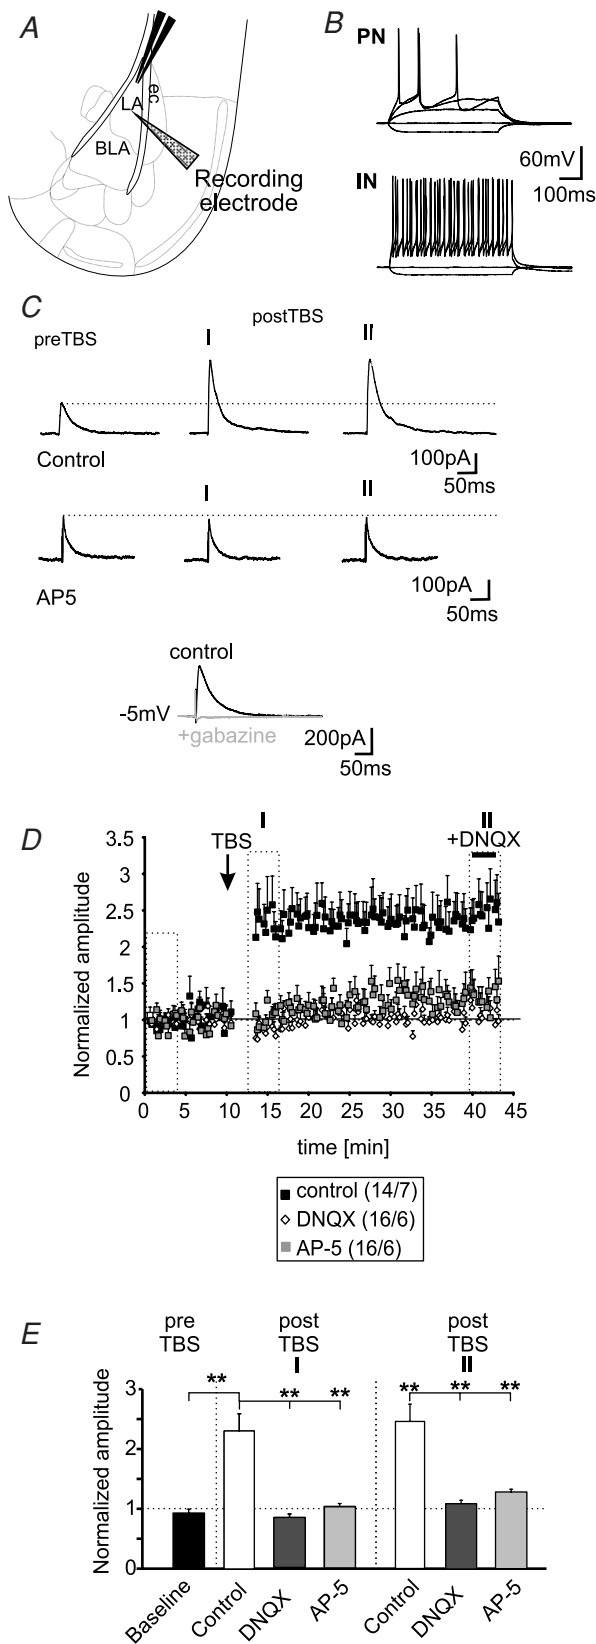 A
ec
LA
BLA
Recording
electrode
B
PN
60mV
100ms
IN
C
preTBS
I
postTBS
II
Control
100pA
50ms
I
II
AP5
100pA
50ms
control
-5mV
+gabazine
200pA
50ms
D
I
II
TBS
+DNQX
3.5
3
2.5
2
1.5
1
0.5
0
Normalized amplitude
0 5 10 15 20 25 30 35 40 45
time [min]
control (14/7)
DNQX (16/6)
AP-5 (16/6)
E
pre
TBS
post
TBS
I
post
TBS
II
** ** ** ** ** **
3
2
1
0
Normalized amplitude
Baseline
Control
DNQX
AP-5
Control
DNQX
AP-5